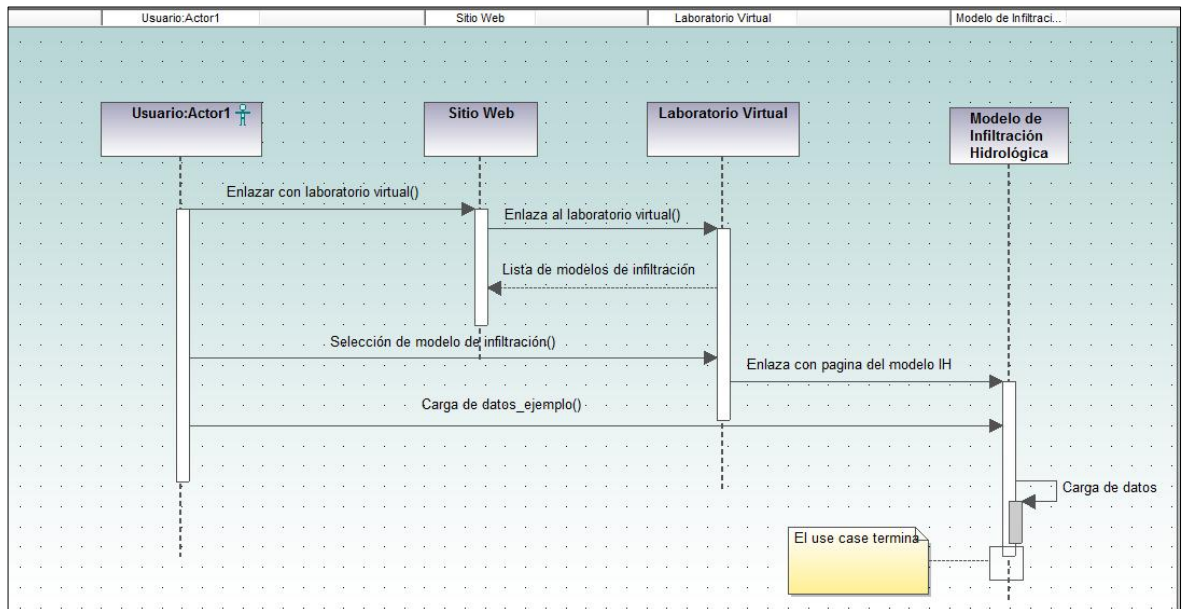 Usuario:Actor1
Sitio Web
Laboratorio Virtual
Modelo de Infiltraci...
Usuario:Actor1
Sitio Web
Laboratorio Virtual
Modelo de
Infiltración
Hidrológica
Enlazar con laboratorio virtual()
Enlaza al laboratorio virtual()
Lista de modelos de infiltración
Selección de modelo de infiltración()
Enlaza con pagina del modelo IH
Carga de datos_ejemplo()
Carga de datos
El use case termina